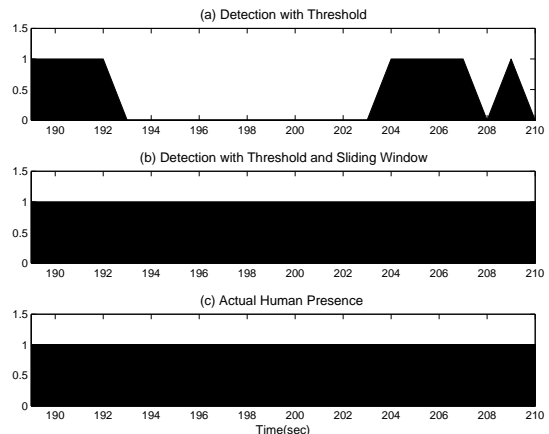 (a) Detection with Threshold
1.5
1
0.5
0
190 192 194 196 198 200 202 204 206 208 210
(b) Detection with Threshold and Sliding Window
1.5
1
0.5
0
190 192 194 196 198 200 202 204 206 208 210
(c) Actual Human Presence
1.5
1
0.5
0
190 192 194 196 198 200 202 204 206 208 210
Time(sec)